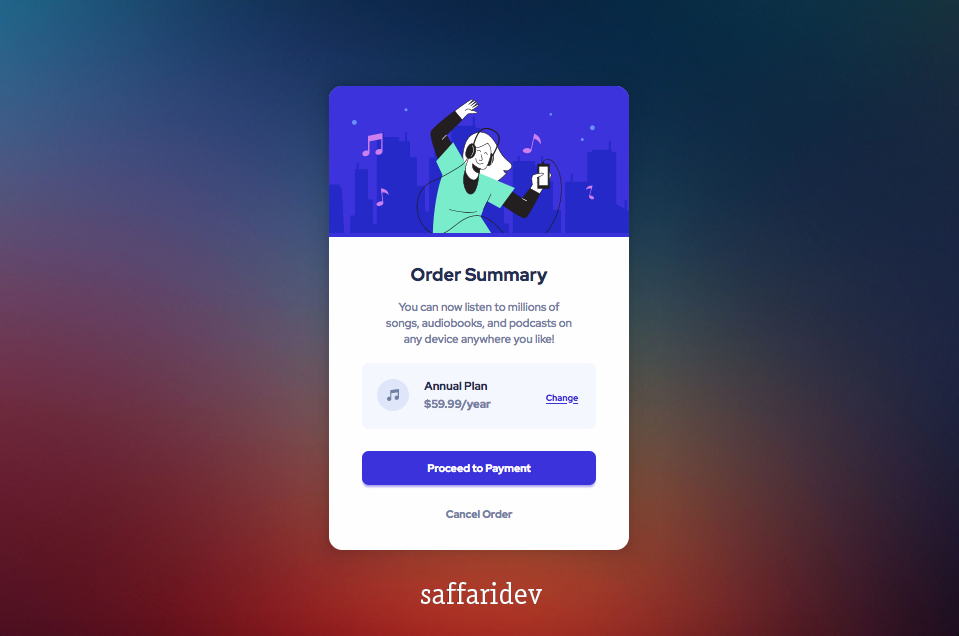 Order Summary
You can now listen to millions of
songs, audiobooks, and podcasts on
any device anywhere you like!
Annual Plan
$59.99/year
Change
Proceed to Payment
Cancel Order
saffaridev